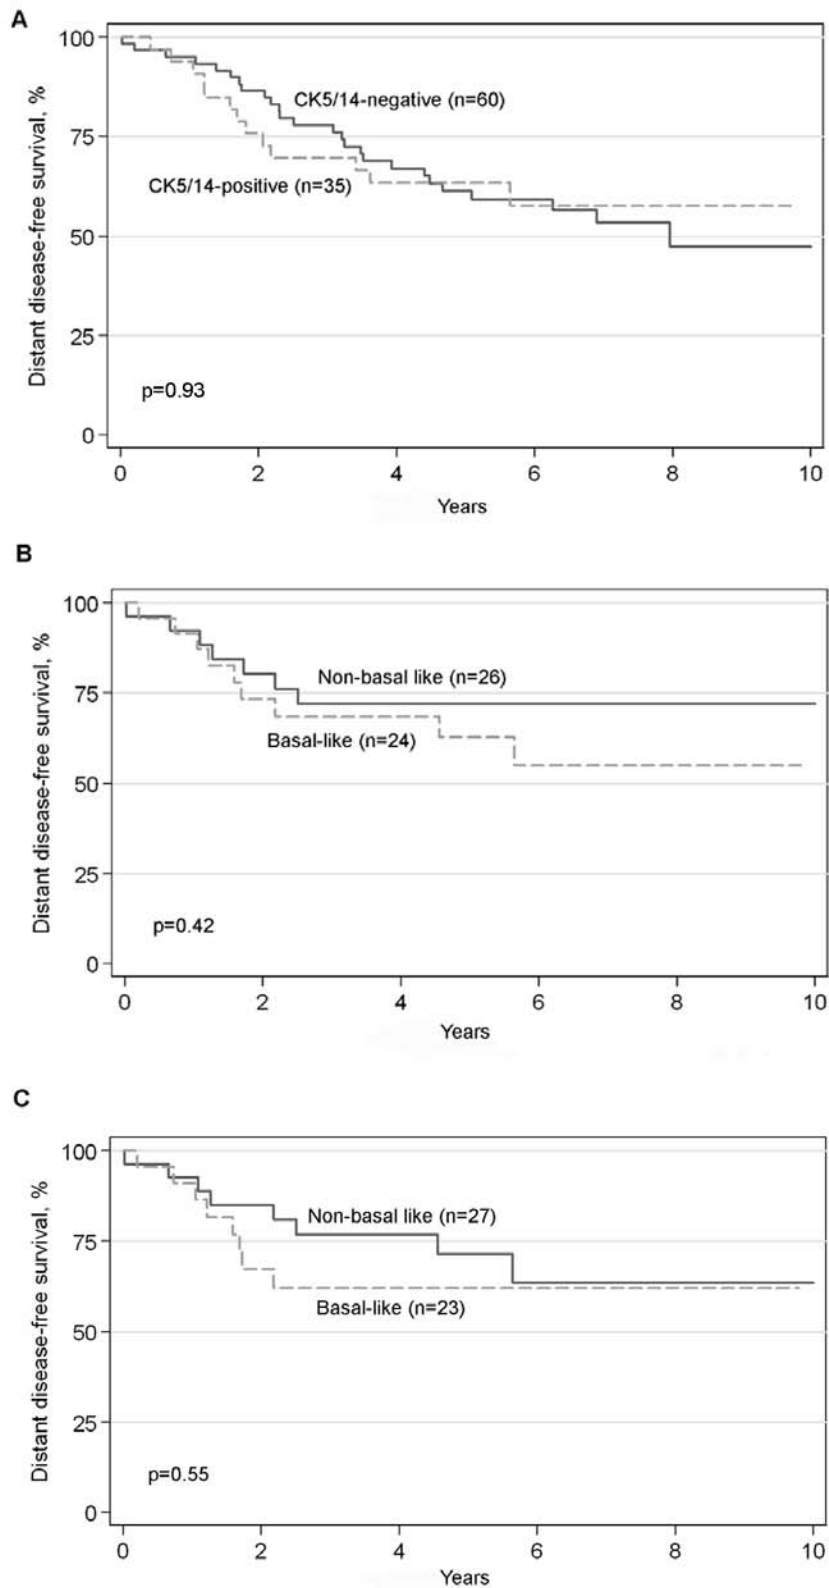 A
Distant disease-free survival, %
100
75
50
25
0
CK5/14-negative (n=60)
CK5/14-positive (n=35)
p=0.93
0 2 4 6 8 10
Years
B
Distant disease-free survival, %
100
75
50
25
0
Non-basal like (n=26)
Basal-like (n=24)
p=0.42
0 2 4 6 8 10
Years
C
Distant disease-free survival, %
100
75
50
25
0
Non-basal like (n=27)
Basal-like (n=23)
p=0.55
0 2 4 6 8 10
Years